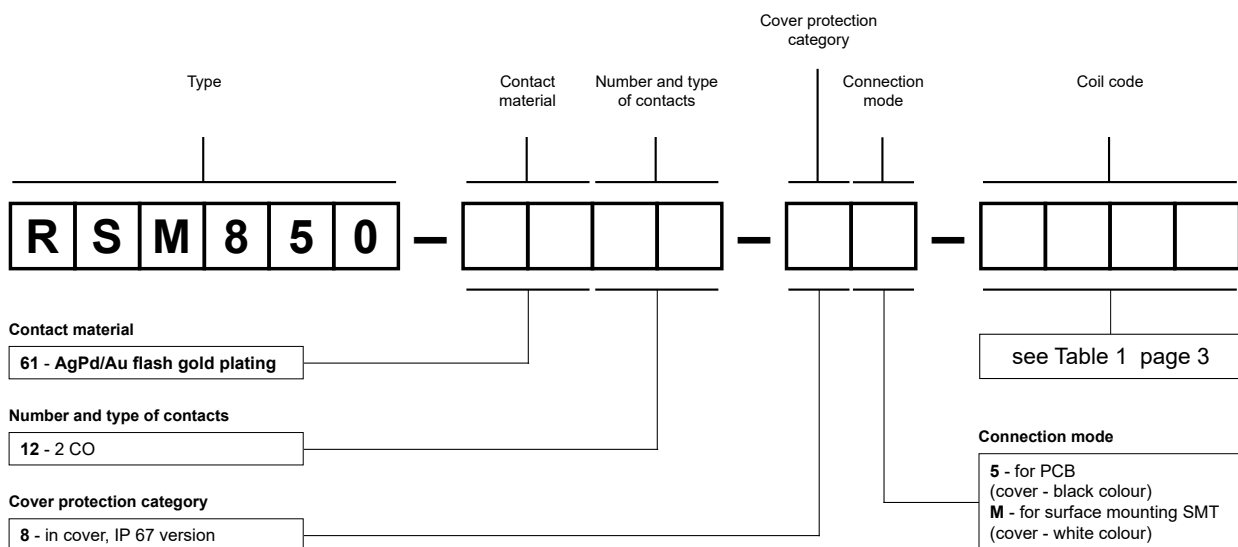 Cover protection
category
Type
Contact
material
Number and type
of contacts
Connection
mode
Coil code
R S M 8 5 0 – –  –
Contact material
61 - AgPd/Au flash gold plating
see Table 1 page 3
Number and type of contacts
12 - 2 CO
Connection mode
5 - for PCB
(cover - black colour)
M - for surface mounting SMT
(cover - white colour)
Cover protection category
8 - in cover, IP 67 version